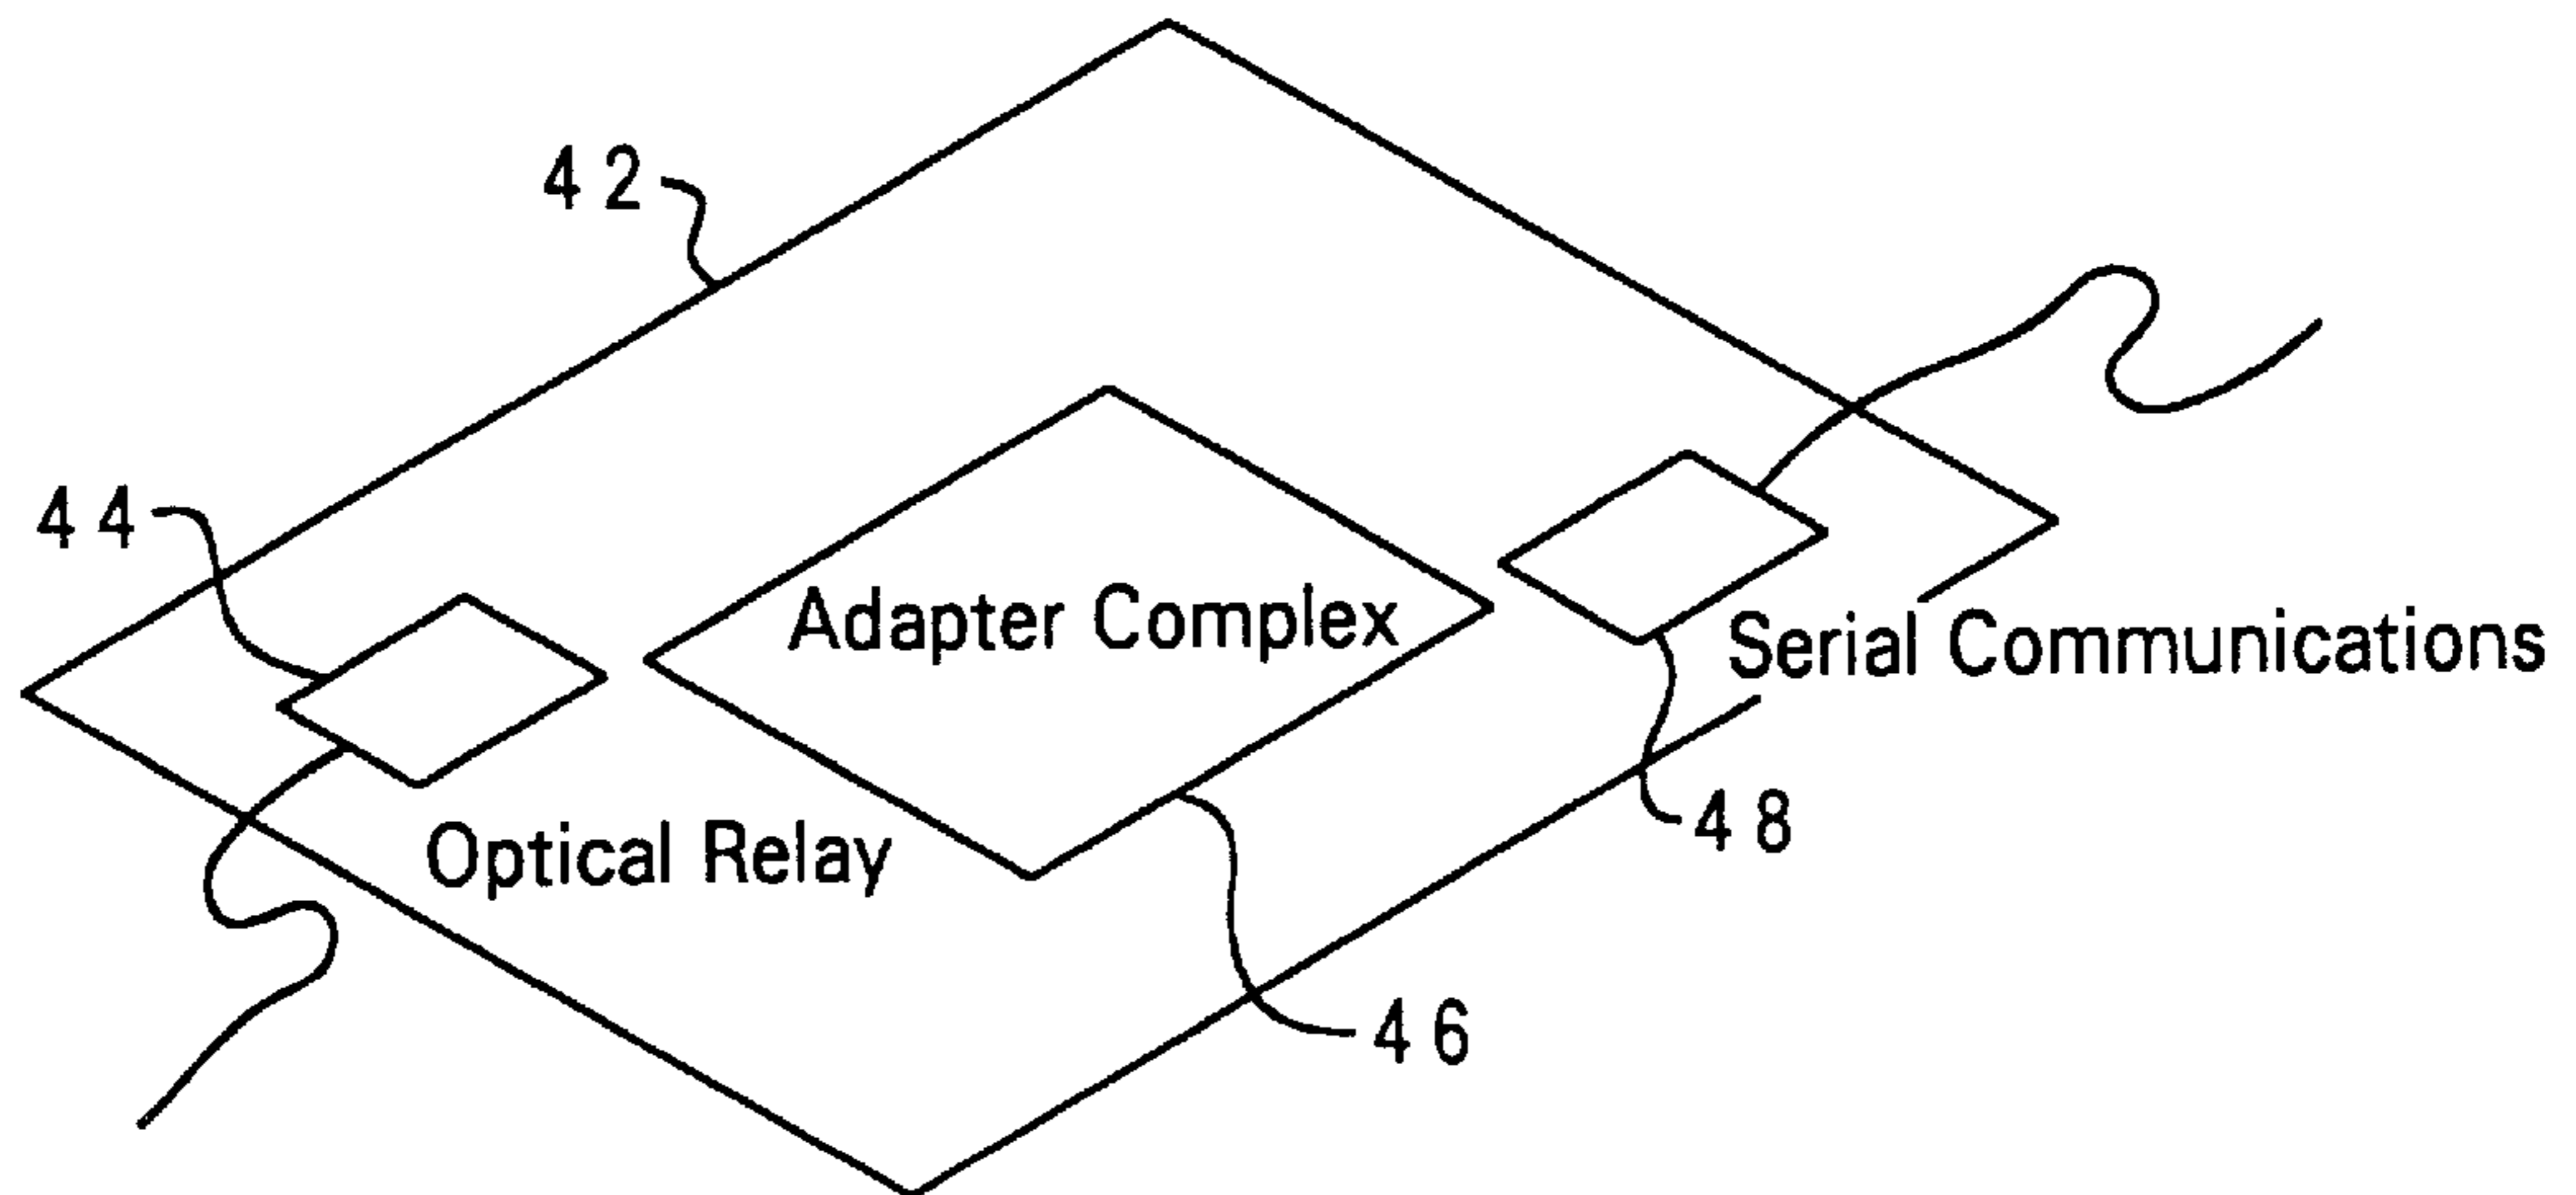 42
44
Adapter Complex
Serial Communications
48
Optical Relay
46